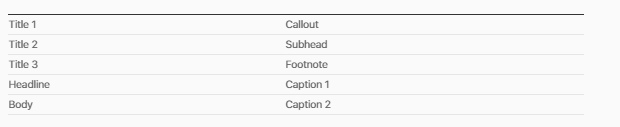 Title 1 Callout
Title 2 Subhead
Title 3 Footnote
Headline Caption 1
Body Caption 2